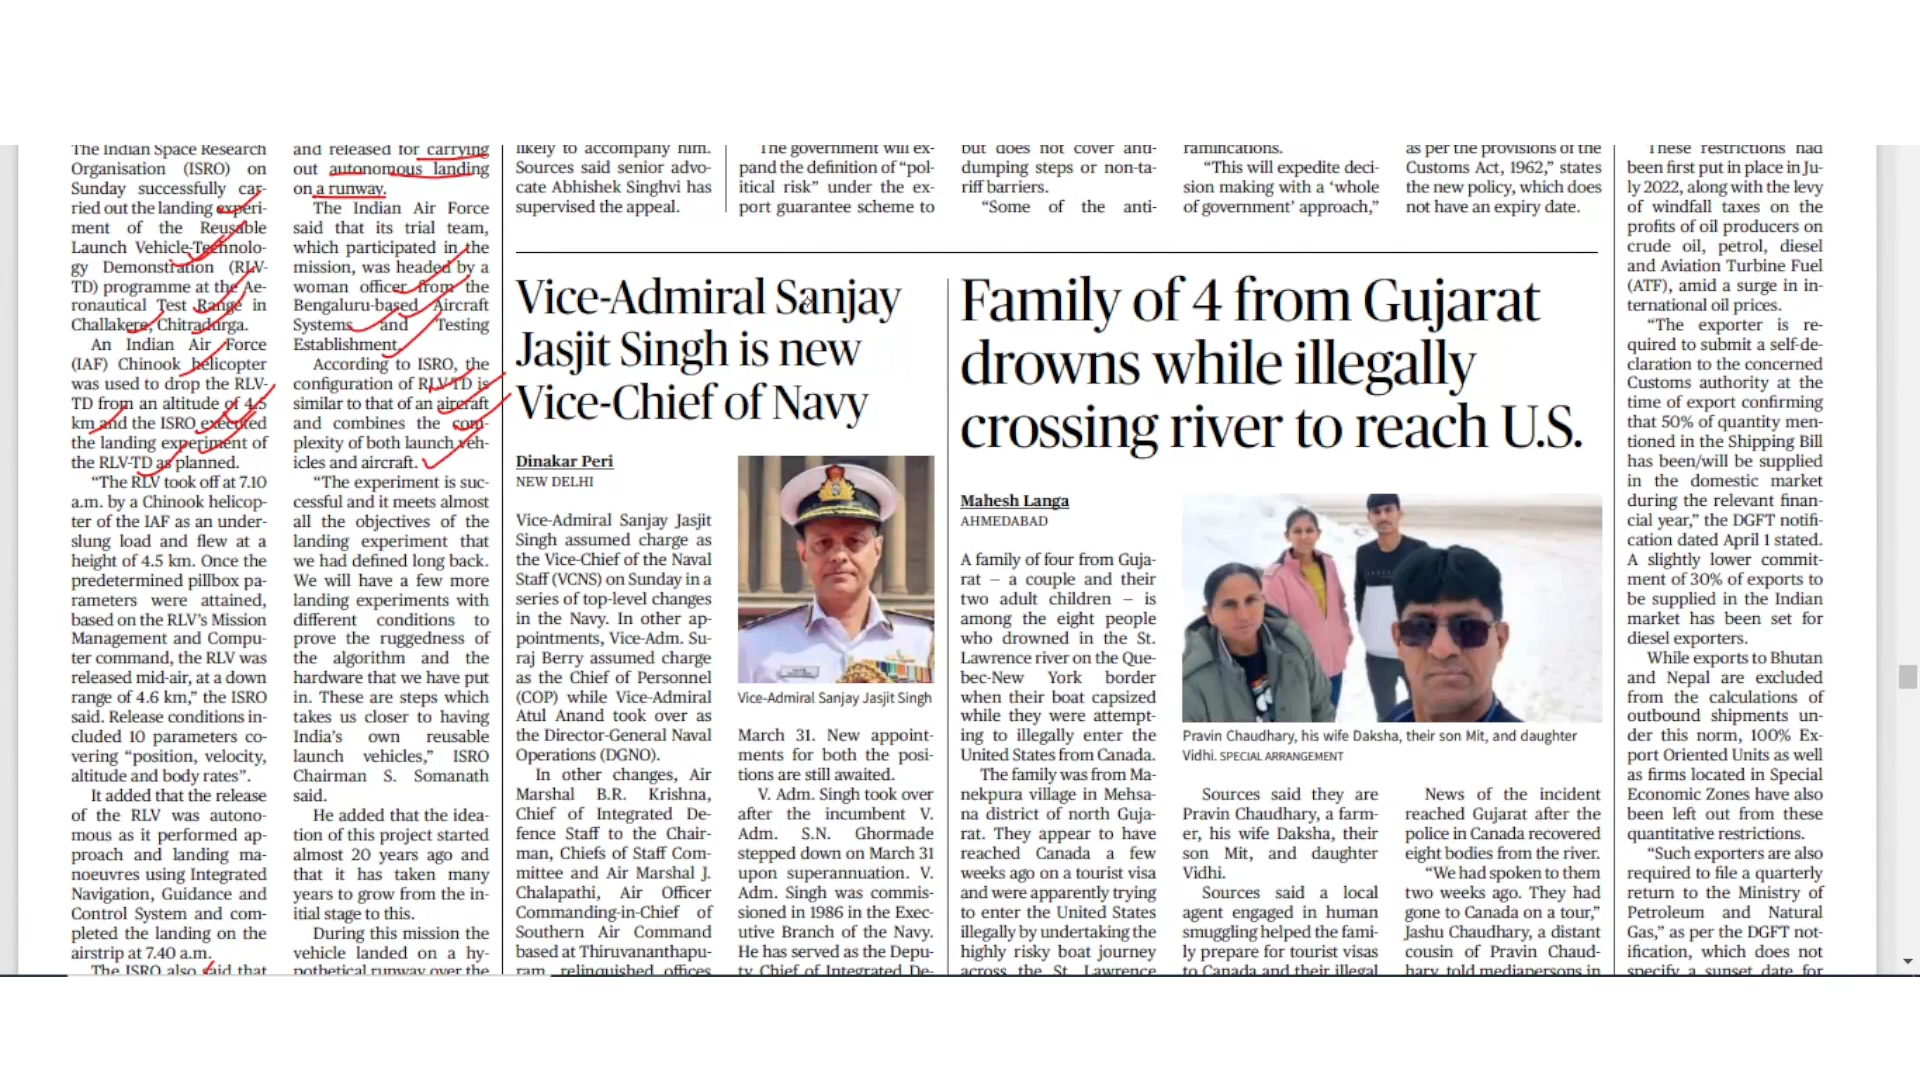 The Indian Space Research
Organisation (ISRO) on
Sunday successfully car-
ried out the landing experi-
ment of the Reusable
Launch Vehicle-Technolo-
gy Demonstration (RLV-
TD) programme at the Ae-
ronautical Test Range in
Challakere, Chitradurga.
An Indian Air Force
(IAF) Chinook helicopter
was used to drop the RLV-
TD from an altitude of 4.5
km and the ISRO executed
the landing experiment of
the RLV-TD as planned.
“The RLV took off at 7.10
a.m. by a Chinook helicop-
ter of the IAF as an under-
slung load and flew at a
height of 4.5 km. Once the
predetermined pillbox pa-
rameters were attained,
based on the RLV’s Mission
Management and Compu-
ter command, the RLV was
released mid-air, at a down
range of 4.6 km,” the ISRO
said. Release conditions in-
cluded 10 parameters co-
vering “position, velocity,
altitude and body rates”.
It added that the release
of the RLV was autono-
mous as it performed ap-
proach and landing ma-
noeuvres using Integrated
Navigation, Guidance and
Control System and com-
pleted the landing on the
airstrip at 7.40 a.m.
The ISRO also said that
and released for carrying
out autonomous landing
on a runway.
The Indian Air Force
said that its trial team,
which participated in the
mission, was headed by a
woman officer from the
Bengaluru-based Aircraft
Systems and Testing
Establishment.
According to ISRO, the
configuration of RLV-TD is
similar to that of an aircraft
and combines the com-
plexity of both launch veh-
icles and aircraft.
“The experiment is suc-
cessful and it meets almost
all the objectives of the
landing experiment that
we had defined long back.
We will have a few more
landing experiments with
different conditions to
prove the ruggedness of
the algorithm and the
hardware that we have put
in. These are steps which
takes us closer to having
India’s own reusable
launch vehicles,” ISRO
Chairman S. Somanath
said.
He added that the idea-
tion of this project started
almost 20 years ago and
that it has taken many
years to grow from the in-
itial stage to this.
During this mission the
vehicle landed on a hy-
pothetical runway over the
likely to accompany him.
Sources said senior advo-
cate Abhishek Singhvi has
supervised the appeal.
The government will ex-
pand the definition of “pol-
itical risk” under the ex-
port guarantee scheme to
but does not cover anti-
dumping steps or non-ta-
riff barriers.
“Some of the anti-
ramifications.
“This will expedite deci-
sion making with a ‘whole
of government’ approach,”
as per the provisions of the
Customs Act, 1962,” states
the new policy, which does
not have an expiry date.
Vice-Admiral Sanjay
Jasjit Singh is new
Vice-Chief of Navy
Dinakar Peri
NEW DELHI
Vice-Admiral Sanjay Jasjit
Singh assumed charge as
the Vice-Chief of the Naval
Staff (VCNS) on Sunday in a
series of top-level changes
in the Navy. In other ap-
pointments, Vice-Adm. Su-
raj Berry assumed charge
as the Chief of Personnel
(COP) while Vice-Admiral
Atul Anand took over as
the Director-General Naval
Operations (DGNO).
In other changes, Air
Marshal B.R. Krishna,
Chief of Integrated De-
fence Staff to the Chair-
man, Chiefs of Staff Com-
mittee and Air Marshal J.
Chalapathi, Air Officer
Commanding-in-Chief of
Southern Air Command
based at Thiruvananthapu-
ram, relinquished offices
Vice-Admiral Sanjay Jasjit Singh
March 31. New appoint-
ments for both the posi-
tions are still awaited.
V. Adm. Singh took over
after the incumbent V.
Adm. S.N. Ghormade
stepped down on March 31
upon superannuation. V.
Adm. Singh was commis-
sioned in 1986 in the Exec-
utive Branch of the Navy.
He has served as the Depu-
ty Chief of Integrated De-
Family of 4 from Gujarat
drowns while illegally
crossing river to reach U.S.
Mahesh Langa
AHMEDABAD
A family of four from Guja-
rat – a couple and their
two adult children – is
among the eight people
who drowned in the St.
Lawrence river on the Que-
bec-New York border
when their boat capsized
while they were attempt-
ing to illegally enter the
United States from Canada.
The family was from Ma-
nekpura village in Mehsa-
na district of north Guja-
rat. They appear to have
reached Canada a few
weeks ago on a tourist visa
and were apparently trying
to enter the United States
illegally by undertaking the
highly risky boat journey
across the St. Lawrence
Pravin Chaudhary, his wife Daksha, their son Mit, and daughter
Vidhi. SPECIAL ARRANGEMENT
Sources said they are
Pravin Chaudhary, a farm-
er, his wife Daksha, their
son Mit, and daughter
Vidhi.
Sources said a local
agent engaged in human
smuggling helped the fami-
ly prepare for tourist visas
to Canada and their illegal
News of the incident
reached Gujarat after the
police in Canada recovered
eight bodies from the river.
“We had spoken to them
two weeks ago. They had
gone to Canada on a tour,”
Jashu Chaudhary, a distant
cousin of Pravin Chaud-
hary, told mediapersons in
These restrictions had
been first put in place in Ju-
ly 2022, along with the levy
of windfall taxes on the
profits of oil producers on
crude oil, petrol, diesel
and Aviation Turbine Fuel
(ATF), amid a surge in in-
ternational oil prices.
“The exporter is re-
quired to submit a self-de-
claration to the concerned
Customs authority at the
time of export confirming
that 50% of quantity men-
tioned in the Shipping Bill
has been/will be supplied
in the domestic market
during the relevant finan-
cial year,” the DGFT notifi-
cation dated April 1 stated.
A slightly lower commit-
ment of 30% of exports to
be supplied in the Indian
market has been set for
diesel exporters.
While exports to Bhutan
and Nepal are excluded
from the calculations of
outbound shipments un-
der this norm, 100% Ex-
port Oriented Units as well
as firms located in Special
Economic Zones have also
been left out from these
quantitative restrictions.
“Such exporters are also
required to file a quarterly
return to the Ministry of
Petroleum and Natural
Gas,” as per the DGFT not-
ification, which does not
specify a sunset date for